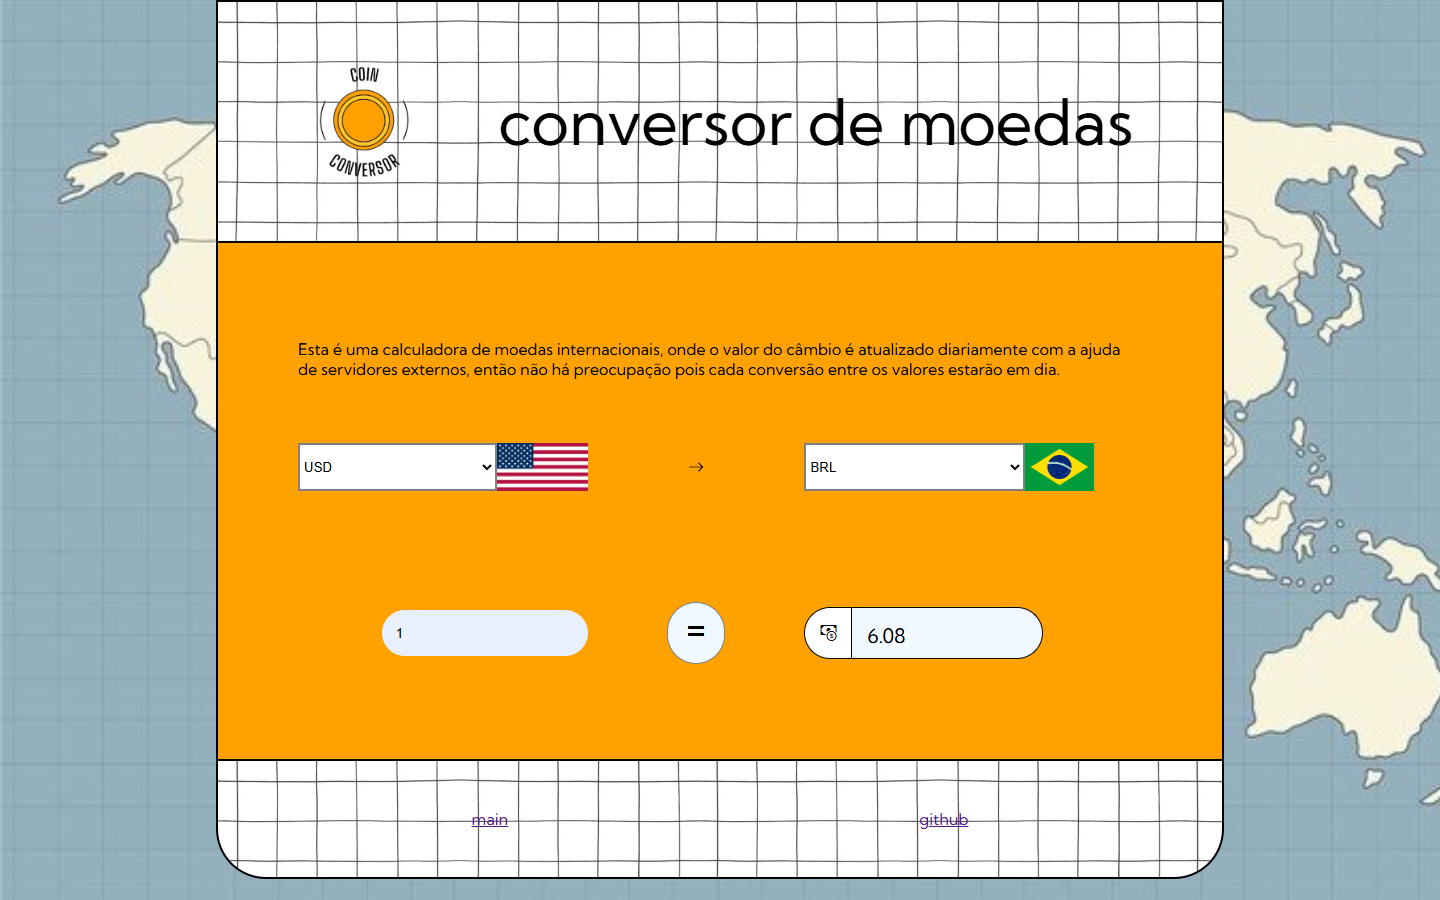 COIN
CONVERSOR
conversor de moedas
Esta é uma calculadora de moedas internacionais, onde o valor do câmbio é atualizado diariamente com a ajuda
de servidores externos, então não há preocupação pois cada conversão entre os valores estarão em dia.
USD
→
BRL
1
=
6.08
main
github